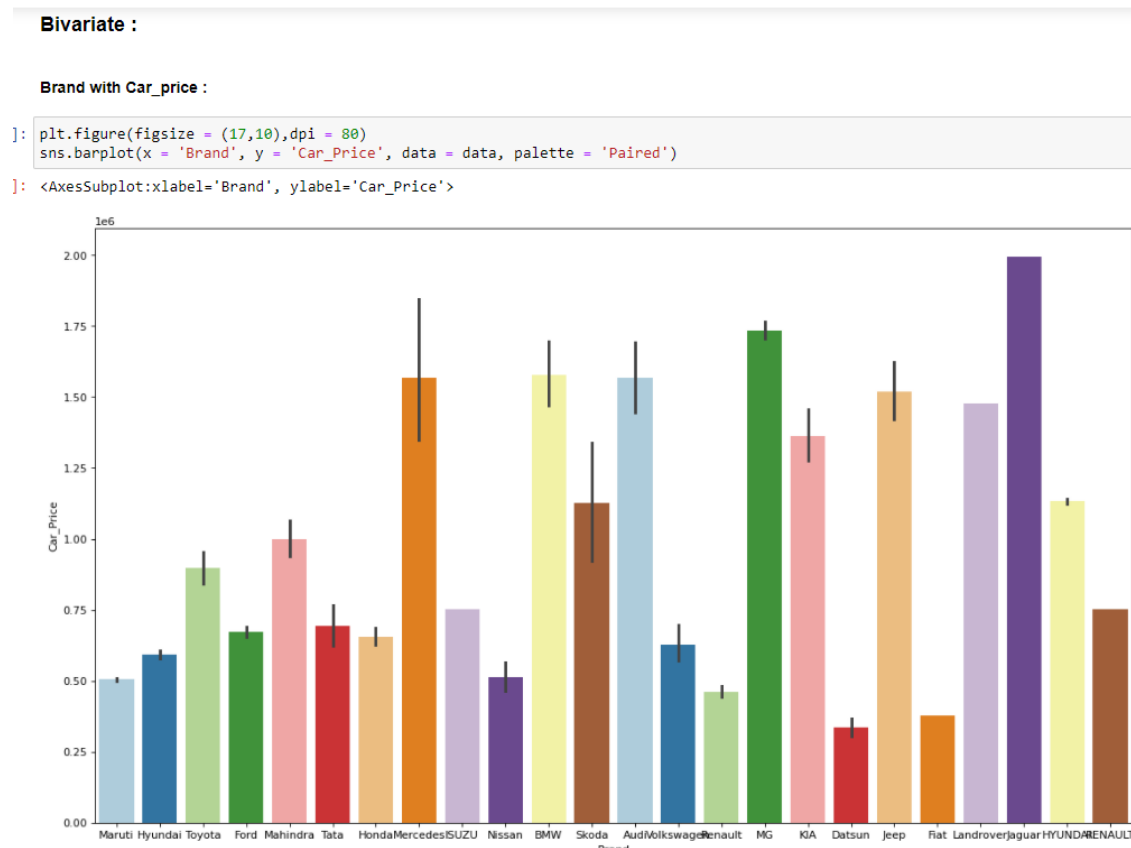 Bivariate :
Brand with Car_price :
]: plt.figure(figsize = (17,10),dpi = 80)
sns.barplot(x = 'Brand', y = 'Car_Price', data = data, palette = 'Paired')
]: <AxesSubplot:xlabel='Brand', ylabel='Car_Price'>
1e6
2.00
1.75
1.50
1.25
1.00
0.75
0.50
0.25
0.00
Car_Price
Maruti Hyundai Toyota Ford Mahindra Tata Honda Mercedes ISUZU Nissan BMW Skoda Audi Volkswagen Renault MG KIA Datsun Jeep Fiat Landrover Jaguar HYUNDAI RENAULT
Brand